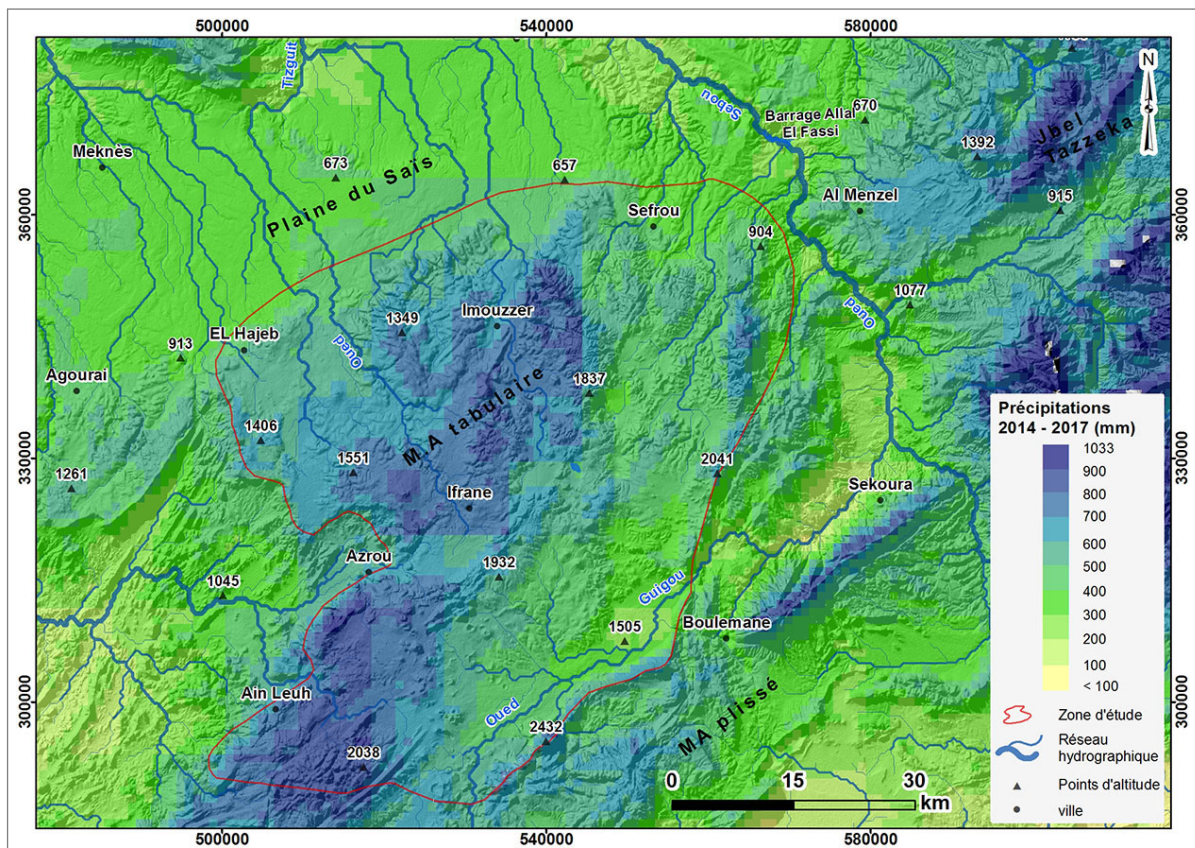 500000
540000
580000
N
Tizguit
Sebou
Barrage Allal
El Fassi
670
1392
Jbel Tazzeka
Meknès
673
Plaine du Saïs
657
Al Menzel
915
360000
360000
Sefrou
904
1077
Oued
EL Hajeb
1349
Imouzzer
913
Oued
Agourai
1837
M.A tabulaire
1406
1551
1261
2041
330000
330000
Ifrane
Sekoura
Azrou
1932
1045
Guigou
1505
Boulemane
Ain Leuh
Oued
2432
MA plissé
2038
300000
300000
Précipitations
2014 - 2017 (mm)
1033
900
800
700
600
500
400
300
200
100
< 100
Zone d'étude
Réseau
hydrographique
Points d'altitude
ville
0
15
30
km
500000
540000
580000